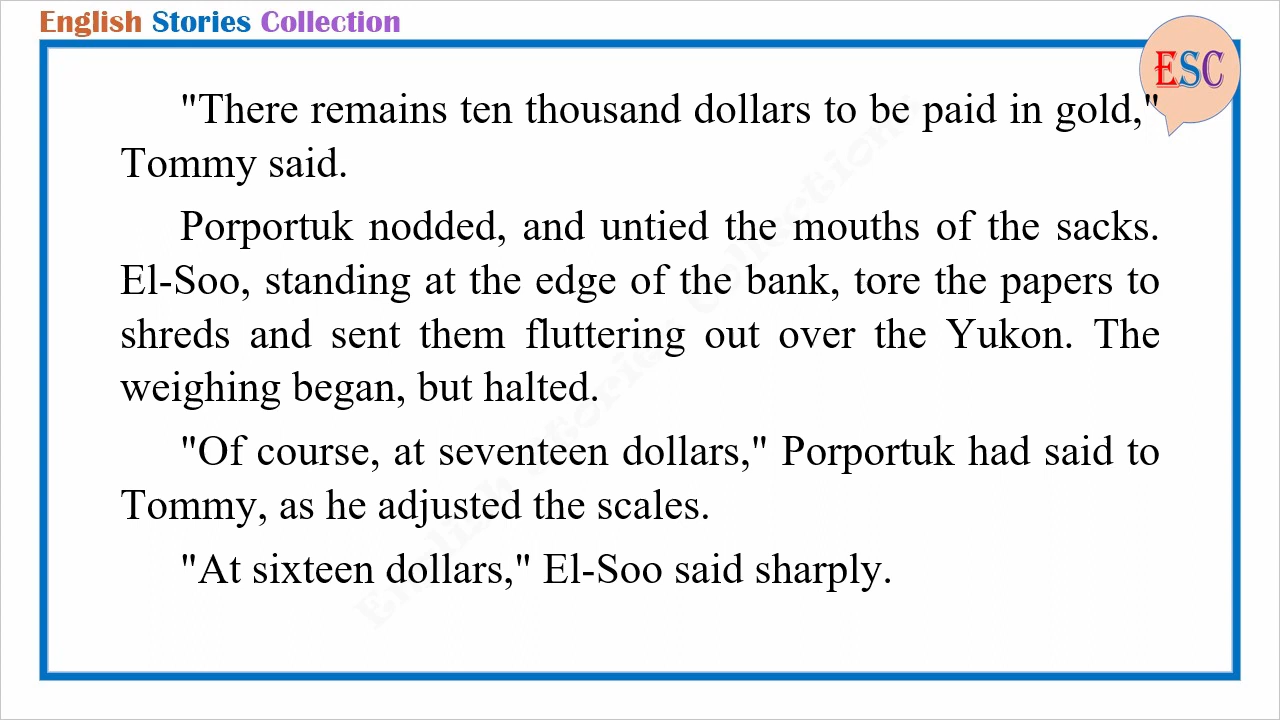 English Stories Collection
ESC
"There remains ten thousand dollars to be paid in gold,"
Tommy said.
Porportuk nodded, and untied the mouths of the sacks.
El-Soo, standing at the edge of the bank, tore the papers to
shreds and sent them fluttering out over the Yukon. The
weighing began, but halted.
"Of course, at seventeen dollars," Porportuk had said to
Tommy, as he adjusted the scales.
"At sixteen dollars," El-Soo said sharply.
English Stories Collections